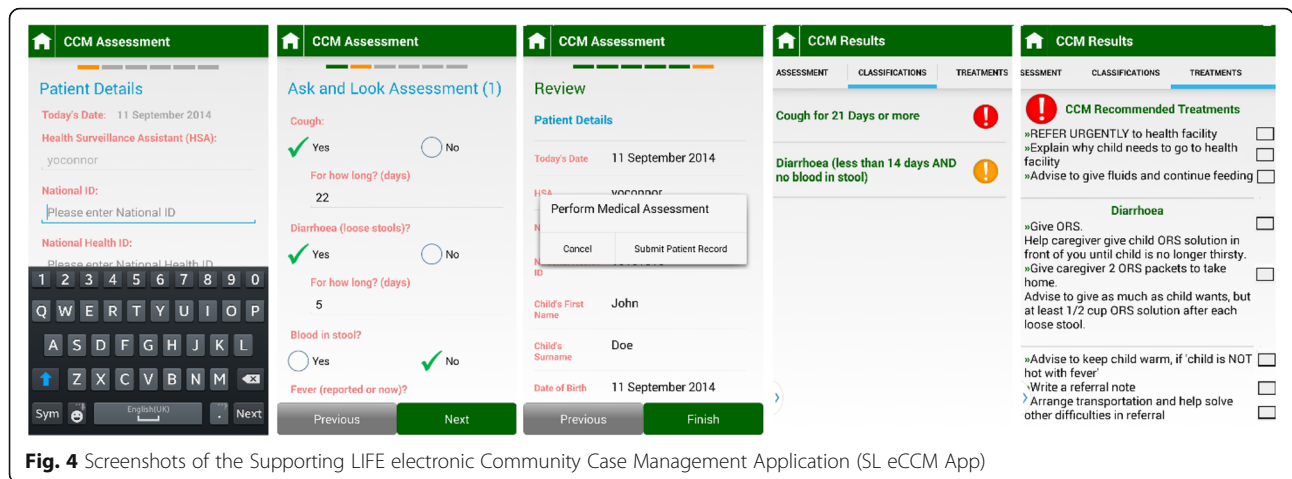 CCM Assessment
Patient Details
Today's Date: 11 September 2014
Health Surveillance Assistant (HSA):
yoconnor
National ID:
Please enter National ID
National Health ID:
Please enter National Health ID
1 2 3 4 5 6 7 8 9 0
Q W E R T Y U I O P
A S D F G H J K L
Z X C V B N M
Sym English(UK) . Next
CCM Assessment
Ask and Look Assessment (1)
Cough:
Yes No
For how long? (days)
22
Diarrhoea (loose stools)?
Yes No
For how long? (days)
5
Blood in stool?
Yes No
Fever (reported or now)?
Previous Next
CCM Assessment
Review
Patient Details
Today's Date 11 September 2014
HSA yoconnor
Perform Medical Assessment
Cancel Submit Patient Record
ID
Child's First
Name
John
Child's
Surname
Doe
Date of Birth 11 September 2014
Previous Finish
CCM Results
ASSESSMENT CLASSIFICATIONS TREATMENTS
Cough for 21 Days or more
Diarrhoea (less than 14 days AND
no blood in stool)
CCM Results
SESSMENT CLASSIFICATIONS TREATMENTS
CCM Recommended Treatments
»REFER URGENTLY to health facility
»Explain why child needs to go to health
facility
»Advise to give fluids and continue feeding
Diarrhoea
»Give ORS.
Help caregiver give child ORS solution in
front of you until child is no longer thirsty.
»Give caregiver 2 ORS packets to take
home.
Advise to give as much as child wants, but
at least 1/2 cup ORS solution after each
loose stool.
»Advise to keep child warm, if 'child is NOT
hot with fever'
»Write a referral note
Arrange transportation and help solve
other difficulties in referral
Fig. 4 Screenshots of the Supporting LIFE electronic Community Case Management Application (SL eCCM App)